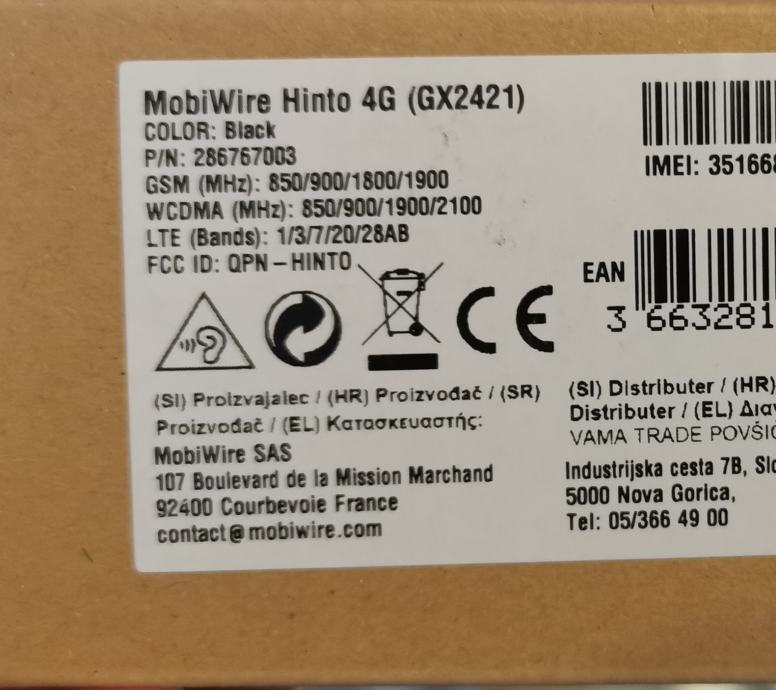 MobiWire Hinto 4G (GX2421)
COLOR: Black
P/N: 286767003
GSM (MHz): 850/900/1800/1900
WCDMA (MHz): 850/900/1900/2100
LTE (Bands): 1/3/7/20/28AB
FCC ID: QPN – HINTO
CE
(SI) Proizvajalec / (HR) Proizvođač / (SR)
Proizvođač / (EL) Κατασκευαστής:
MobiWire SAS
107 Boulevard de la Mission Marchand
92400 Courbevoie France
contact@mobiwire.com
IMEI: 351668
EAN
3 663281
(SI) Distributer / (HR)
Distributer / (EL)
VAMA TRADE
Industrijska cesta 7B,
5000 Nova Gorica,
Tel: 05/366 49 00